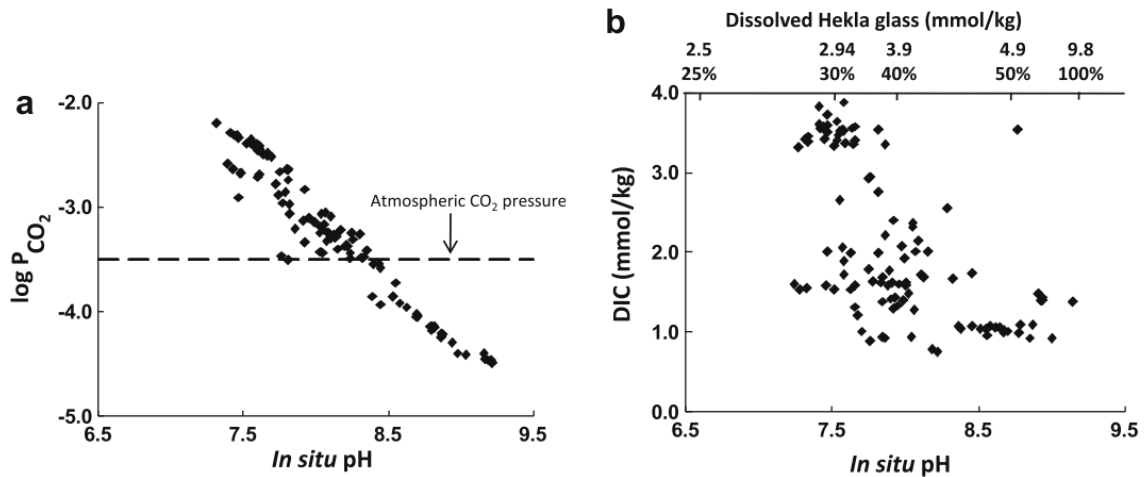 a
-2.0
-3.0
-4.0
-5.0
log PCO2
Atmospheric CO2 pressure
6.5 7.5 8.5 9.5
In situ pH
b
Dissolved Hekla glass (mmol/kg)
2.5 2.94 3.9 4.9 9.8
25% 30% 40% 50% 100%
4.0
3.0
2.0
1.0
0.0
DIC (mmol/kg)
6.5 7.5 8.5 9.5
In situ pH